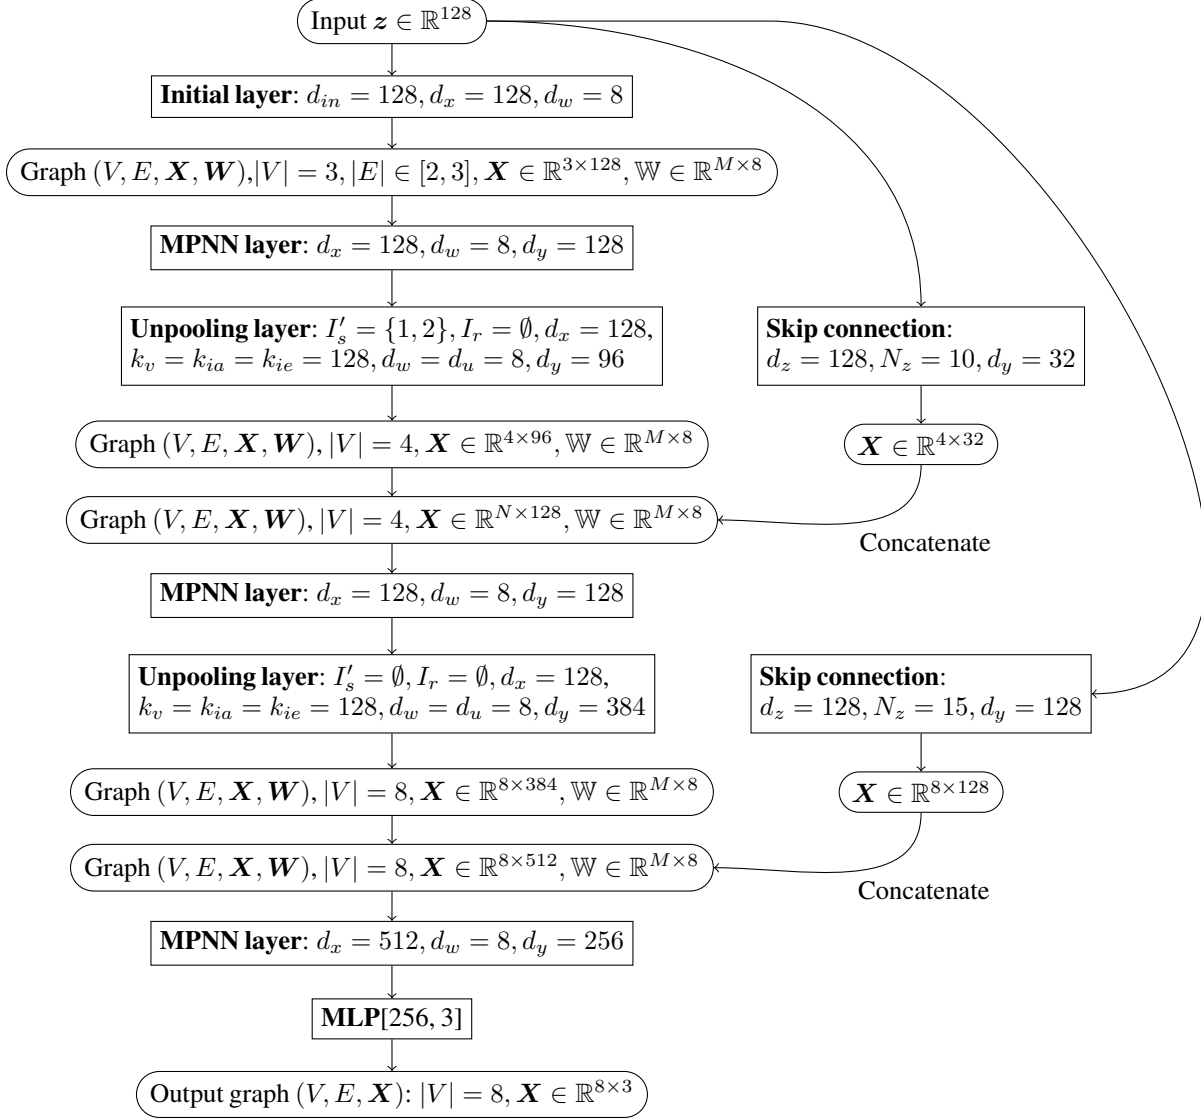 Input z ∈ ℝ^128
Initial layer: d_in = 128, d_x = 128, d_w = 8
Graph (V, E, X, W),|V| = 3, |E| ∈ [2, 3], X ∈ ℝ^{3×128}, 𝕎 ∈ ℝ^{M×8}
MPNN layer: d_x = 128, d_w = 8, d_y = 128
Unpooling layer: I'_s = {1, 2}, I_r = ∅, d_x = 128,
k_v = k_ia = k_ie = 128, d_w = d_u = 8, d_y = 96
Skip connection:
d_z = 128, N_z = 10, d_y = 32
Graph (V, E, X, W), |V| = 4, X ∈ ℝ^{4×96}, 𝕎 ∈ ℝ^{M×8}
X ∈ ℝ^{4×32}
Graph (V, E, X, W), |V| = 4, X ∈ ℝ^{N×128}, 𝕎 ∈ ℝ^{M×8}
Concatenate
MPNN layer: d_x = 128, d_w = 8, d_y = 128
Unpooling layer: I'_s = ∅, I_r = ∅, d_x = 128,
k_v = k_ia = k_ie = 128, d_w = d_u = 8, d_y = 384
Skip connection:
d_z = 128, N_z = 15, d_y = 128
Graph (V, E, X, W), |V| = 8, X ∈ ℝ^{8×384}, 𝕎 ∈ ℝ^{M×8}
X ∈ ℝ^{8×128}
Graph (V, E, X, W), |V| = 8, X ∈ ℝ^{8×512}, 𝕎 ∈ ℝ^{M×8}
Concatenate
MPNN layer: d_x = 512, d_w = 8, d_y = 256
MLP[256, 3]
Output graph (V, E, X): |V| = 8, X ∈ ℝ^{8×3}